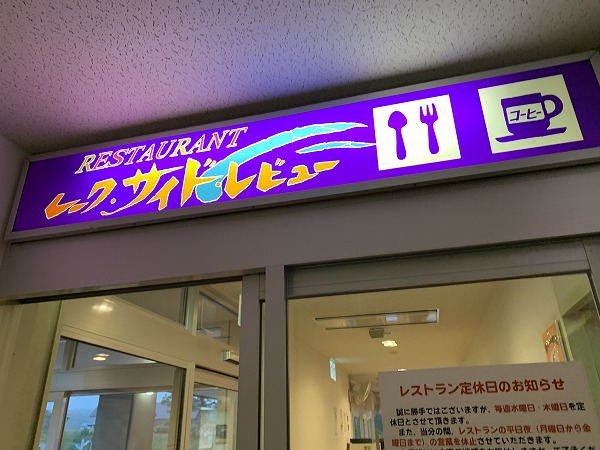 RESTAURANT
レーク・サイド・レビュー
コーヒー
レストラン定休日のお知らせ
誠に勝手ではございますが、毎週水曜日・木曜日を定
休日とさせて頂きます。
また、当分の間、レストランの平日夜（月曜日から金
曜日まで）の営業を休止させていただきます。